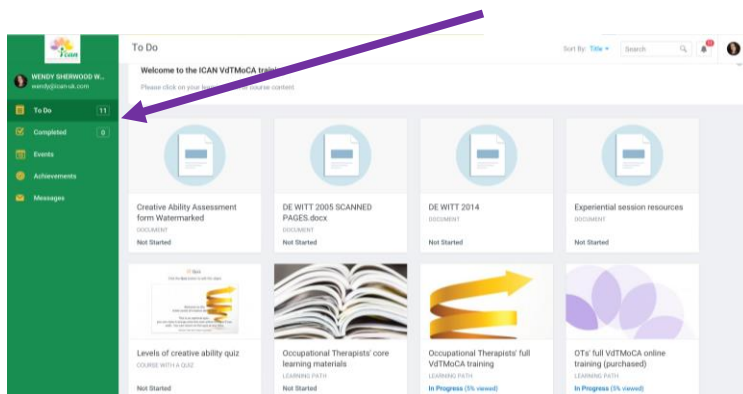 ican
To Do
Sort By: Title
Search
WENDY SHERWOOD W...
wendy@ican-uk.com
Welcome to the ICAN VdTMoCA
Please click on your
course content
To Do 11
Completed 0
Events
Achievements
Messages
Creative Ability Assessment
form Watermarked
DOCUMENT
Not Started
DE WITT 2005 SCANNED
PAGES.docx
DOCUMENT
Not Started
DE WITT 2014
DOCUMENT
Not Started
Experiential session resources
DOCUMENT
Not Started
Levels of creative ability quiz
COURSE WITH A QUIZ
Not Started
Occupational Therapists' core
learning materials
LEARNING PATH
Not Started
Occupational Therapists' full
VdTMoCA training
LEARNING PATH
In Progress (5% viewed)
OTs' full VdTMoCA online
training (purchased)
LEARNING PATH
In Progress (5% viewed)